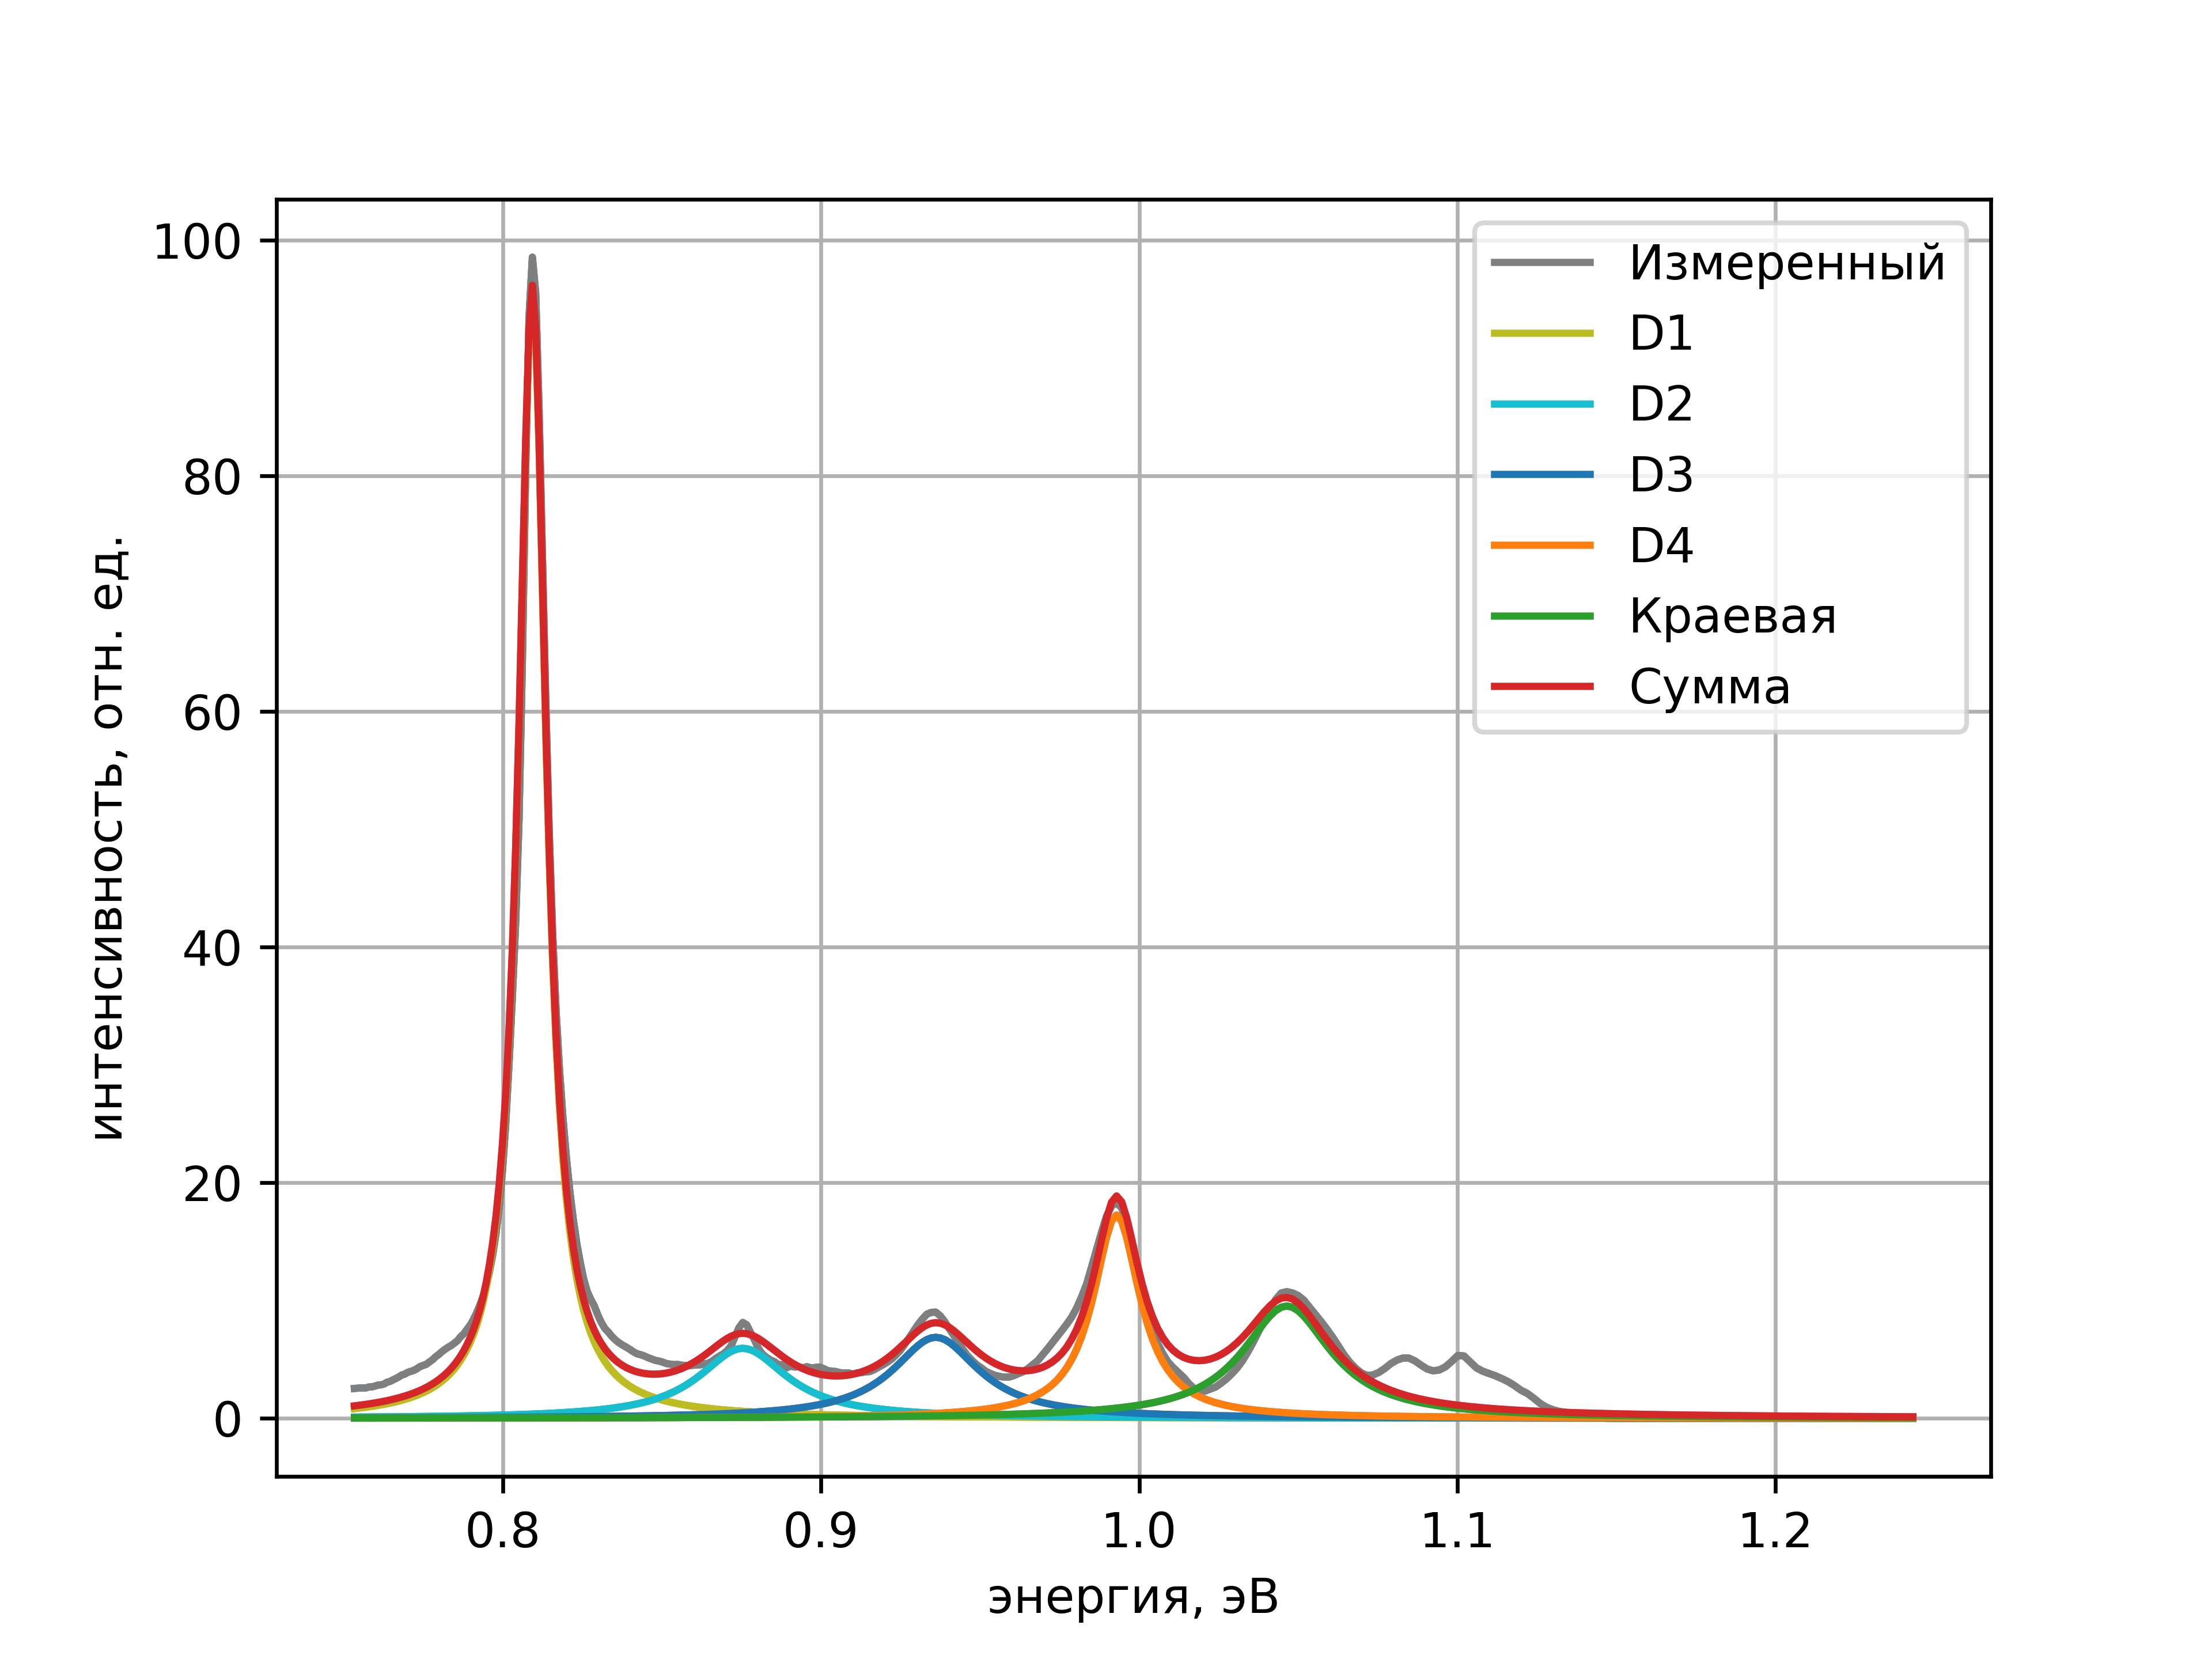 100
80
60
40
20
0
интенсивность, отн. ед.
Измеренный
D1
D2
D3
D4
Краевая
Сумма
0.8 0.9 1.0 1.1 1.2
энергия, эВ